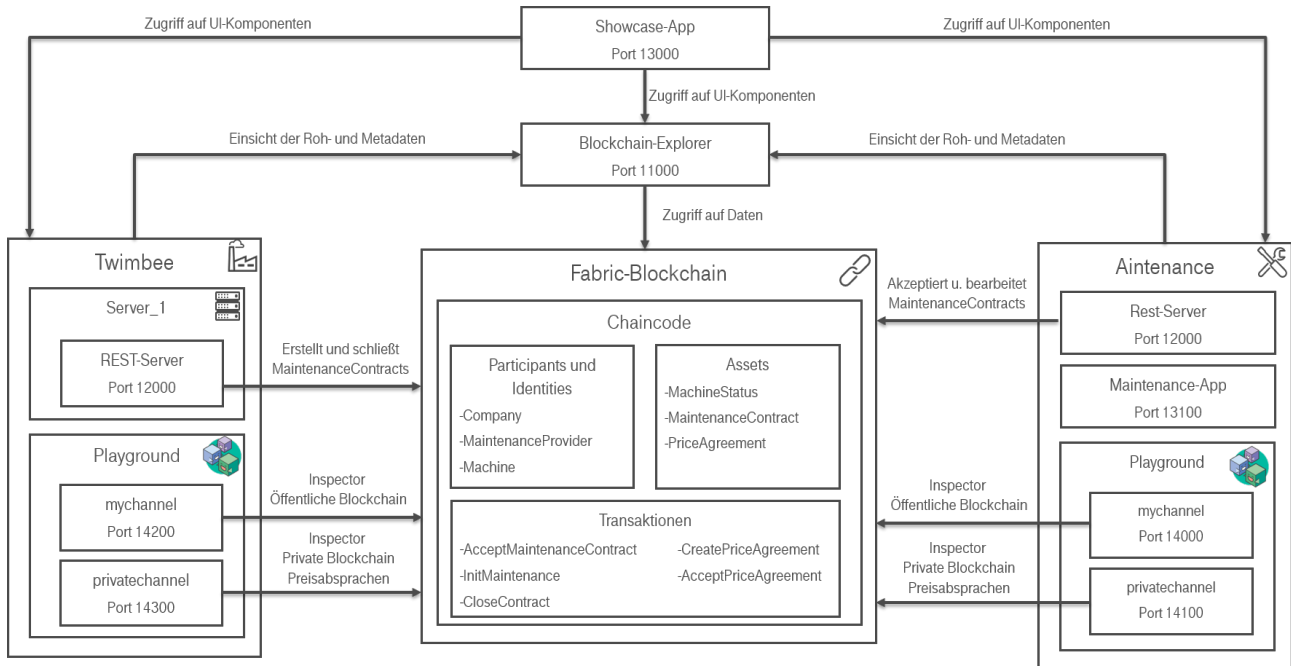 Zugriff auf UI-Komponenten
Showcase-App
Port 13000
Zugriff auf UI-Komponenten
Zugriff auf UI-Komponenten
Einsicht der Roh- und Metadaten
Blockchain-Explorer
Port 11000
Einsicht der Roh- und Metadaten
Zugriff auf Daten
Twimbee
Server_1
REST-Server
Port 12000
Playground
mychannel
Port 14200
privatechannel
Port 14300
Erstellt und schließt
MaintenanceContracts
Inspector
Öffentliche Blockchain
Inspector
Private Blockchain
Preisabsprachen
Fabric-Blockchain
Chaincode
Participants und
Identities
-Company
-MaintenanceProvider
-Machine
Assets
-MachineStatus
-MaintenanceContract
-PriceAgreement
Transaktionen
-AcceptMaintenanceContract
-InitMaintenance
-CloseContract
-CreatePriceAgreement
-AcceptPriceAgreement
Akzeptiert u. bearbeitet
MaintenanceContracts
Inspector
Öffentliche Blockchain
Inspector
Private Blockchain
Preisabsprachen
Aintenance
Rest-Server
Port 12000
Maintenance-App
Port 13100
Playground
mychannel
Port 14000
privatechannel
Port 14100